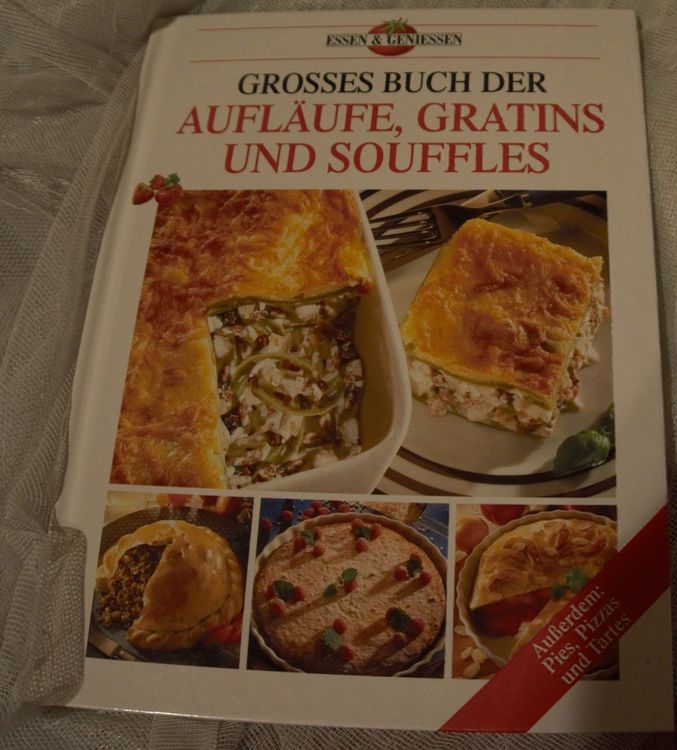 ESSEN & GENIESSEN
GROSSES BUCH DER
AUFLÄUFE, GRATINS
UND SOUFFLES
Außerdem:
Pies, Pizzas
und Tartes